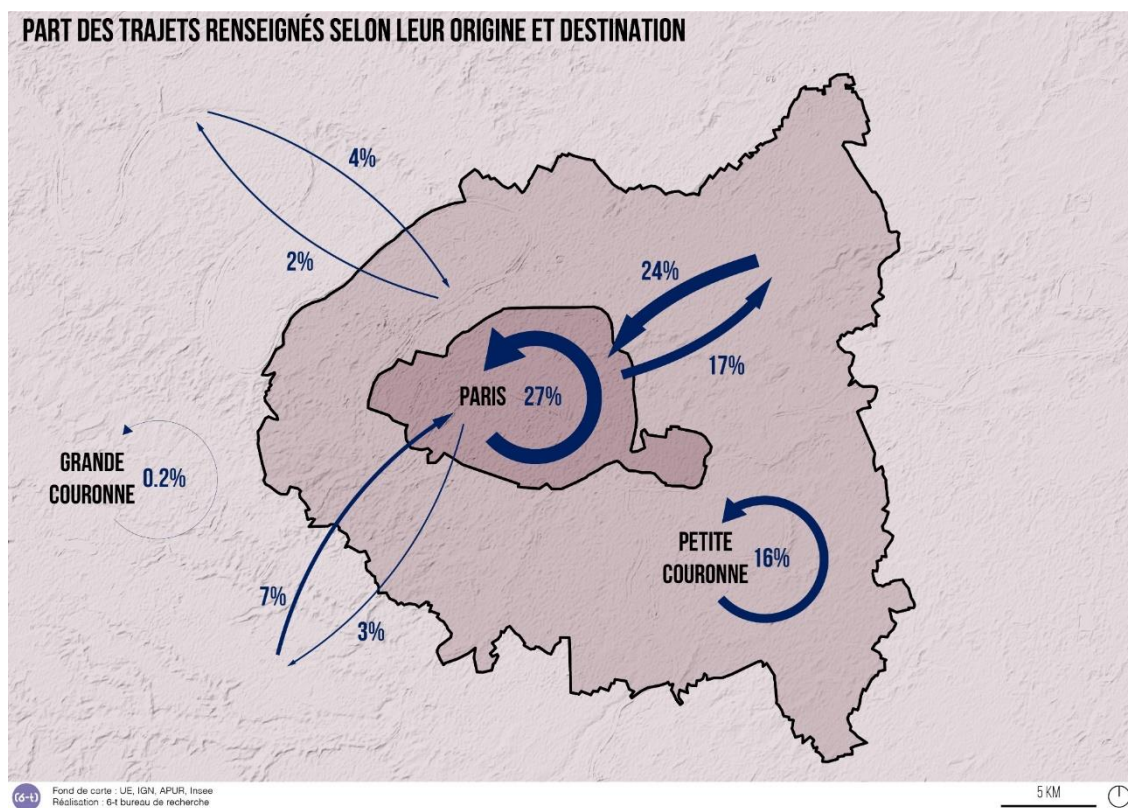 PART DES TRAJETS RENSEIGNÉS SELON LEUR ORIGINE ET DESTINATION
4%
2%
24%
17%
PARIS 27%
GRANDE
COURONNE 0.2%
PETITE
COURONNE 16%
7%
3%
(6-t)
Fond de carte : UE, IGN, APUR, Insee
Réalisation : 6-t bureau de recherche
5 KM